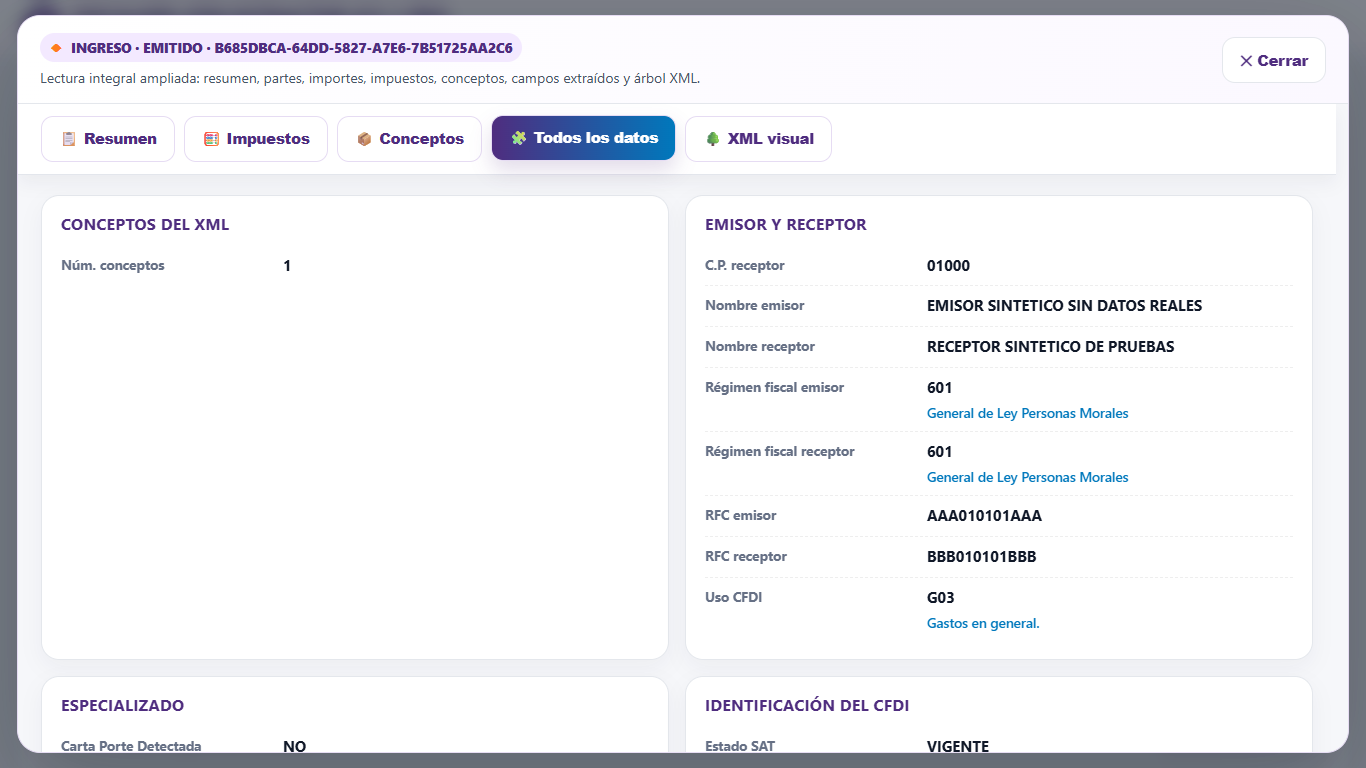 INGRESO · EMITIDO · B685DBCA-64DD-5827-A7E6-7B51725AA2C6
Lectura integral ampliada: resumen, partes, importes, impuestos, conceptos, campos extraídos y árbol XML.
✕ Cerrar
Resumen
Impuestos
Conceptos
Todos los datos
XML visual
CONCEPTOS DEL XML
Núm. conceptos 1
EMISOR Y RECEPTOR
C.P. receptor 01000
Nombre emisor EMISOR SINTETICO SIN DATOS REALES
Nombre receptor RECEPTOR SINTETICO DE PRUEBAS
Régimen fiscal emisor 601
General de Ley Personas Morales
Régimen fiscal receptor 601
General de Ley Personas Morales
RFC emisor AAA010101AAA
RFC receptor BBB010101BBB
Uso CFDI G03
Gastos en general.
ESPECIALIZADO
Carta Porte Detectada NO
IDENTIFICACIÓN DEL CFDI
Estado SAT VIGENTE